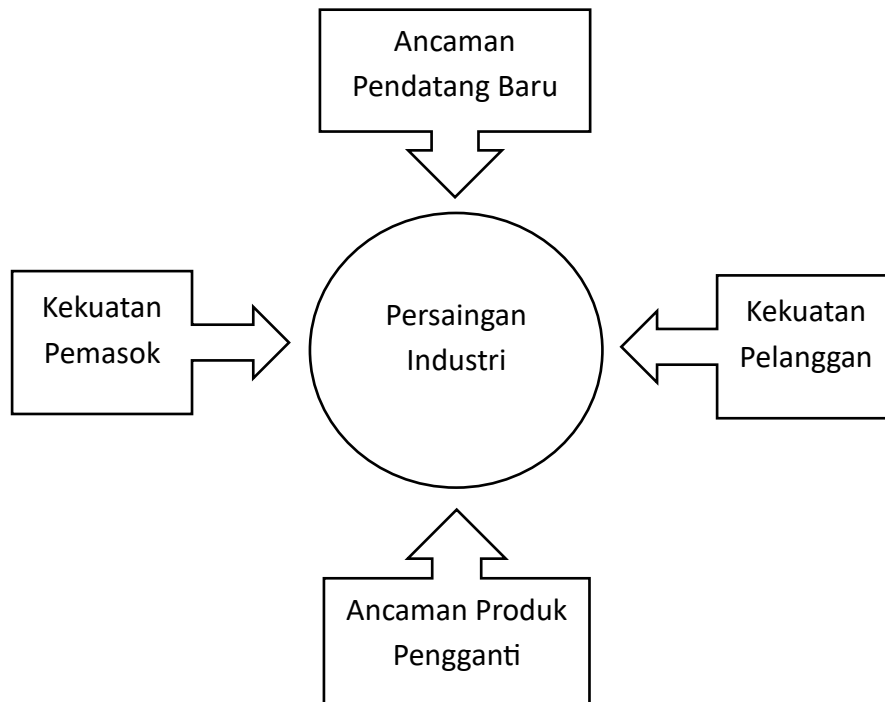 Ancaman
Pendatang Baru
Kekuatan
Pemasok
Persaingan
Industri
Kekuatan
Pelanggan
Ancaman Produk
Pengganti